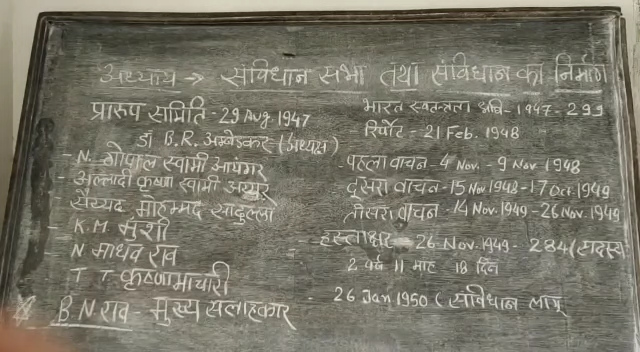 अध्याय → संविधान सभा तथा संविधान का निर्माण
प्रारूप समिति - 29 Aug. 1947
डॉ B.R. अम्बेडकर - (अध्यक्ष)
- N. गोपाल स्वामी आयंगर
- अल्लादी कृष्णा स्वामी अय्यर
- सैय्यद मोहम्मद सादुल्ला
- K.M मुंशी
- N माधव राव
T T कृष्णामाचारी
B.N. राव - मुख्य सलाहकार
भारत स्वतन्त्रता अधि - 1947 - 299
रिपोर्ट - 21 Feb. 1948
पहला वाचन - 4 Nov. - 9 Nov 1948
दूसरा वाचन - 15 Nov 1948 - 17 Oct. 1949
तीसरा वाचन - 14 Nov. 1949 - 26 Nov. 1949
- हस्ताक्षर - 26 Nov. 1949 - 284 (सदस्य
2 वर्ष 11 माह 18 दिन
- 26 Jan 1950 ( संविधान लागू